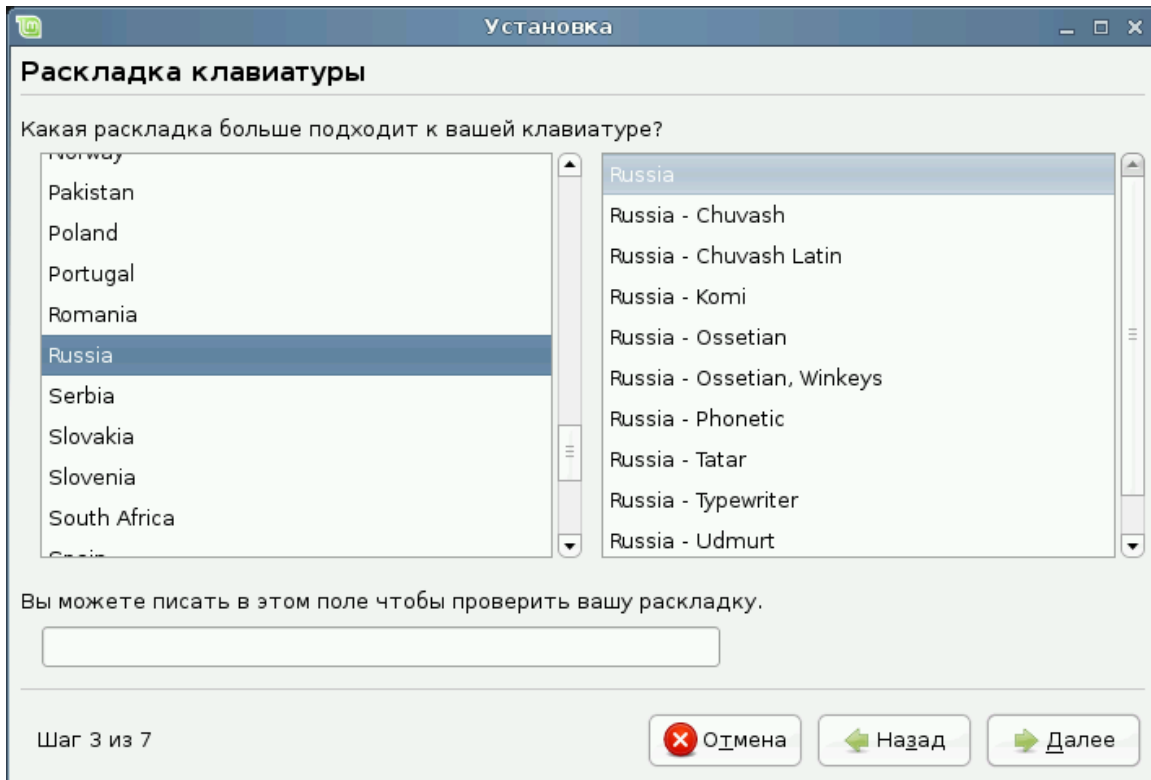 Установка
Раскладка клавиатуры
Какая раскладка больше подходит к вашей клавиатуре?
Norway
Pakistan
Poland
Portugal
Romania
Russia
Serbia
Slovakia
Slovenia
South Africa
Spain
Russia
Russia - Chuvash
Russia - Chuvash Latin
Russia - Komi
Russia - Ossetian
Russia - Ossetian, Winkeys
Russia - Phonetic
Russia - Tatar
Russia - Typewriter
Russia - Udmurt
Вы можете писать в этом поле чтобы проверить вашу раскладку.
Шаг 3 из 7
Отмена
Назад
Далее